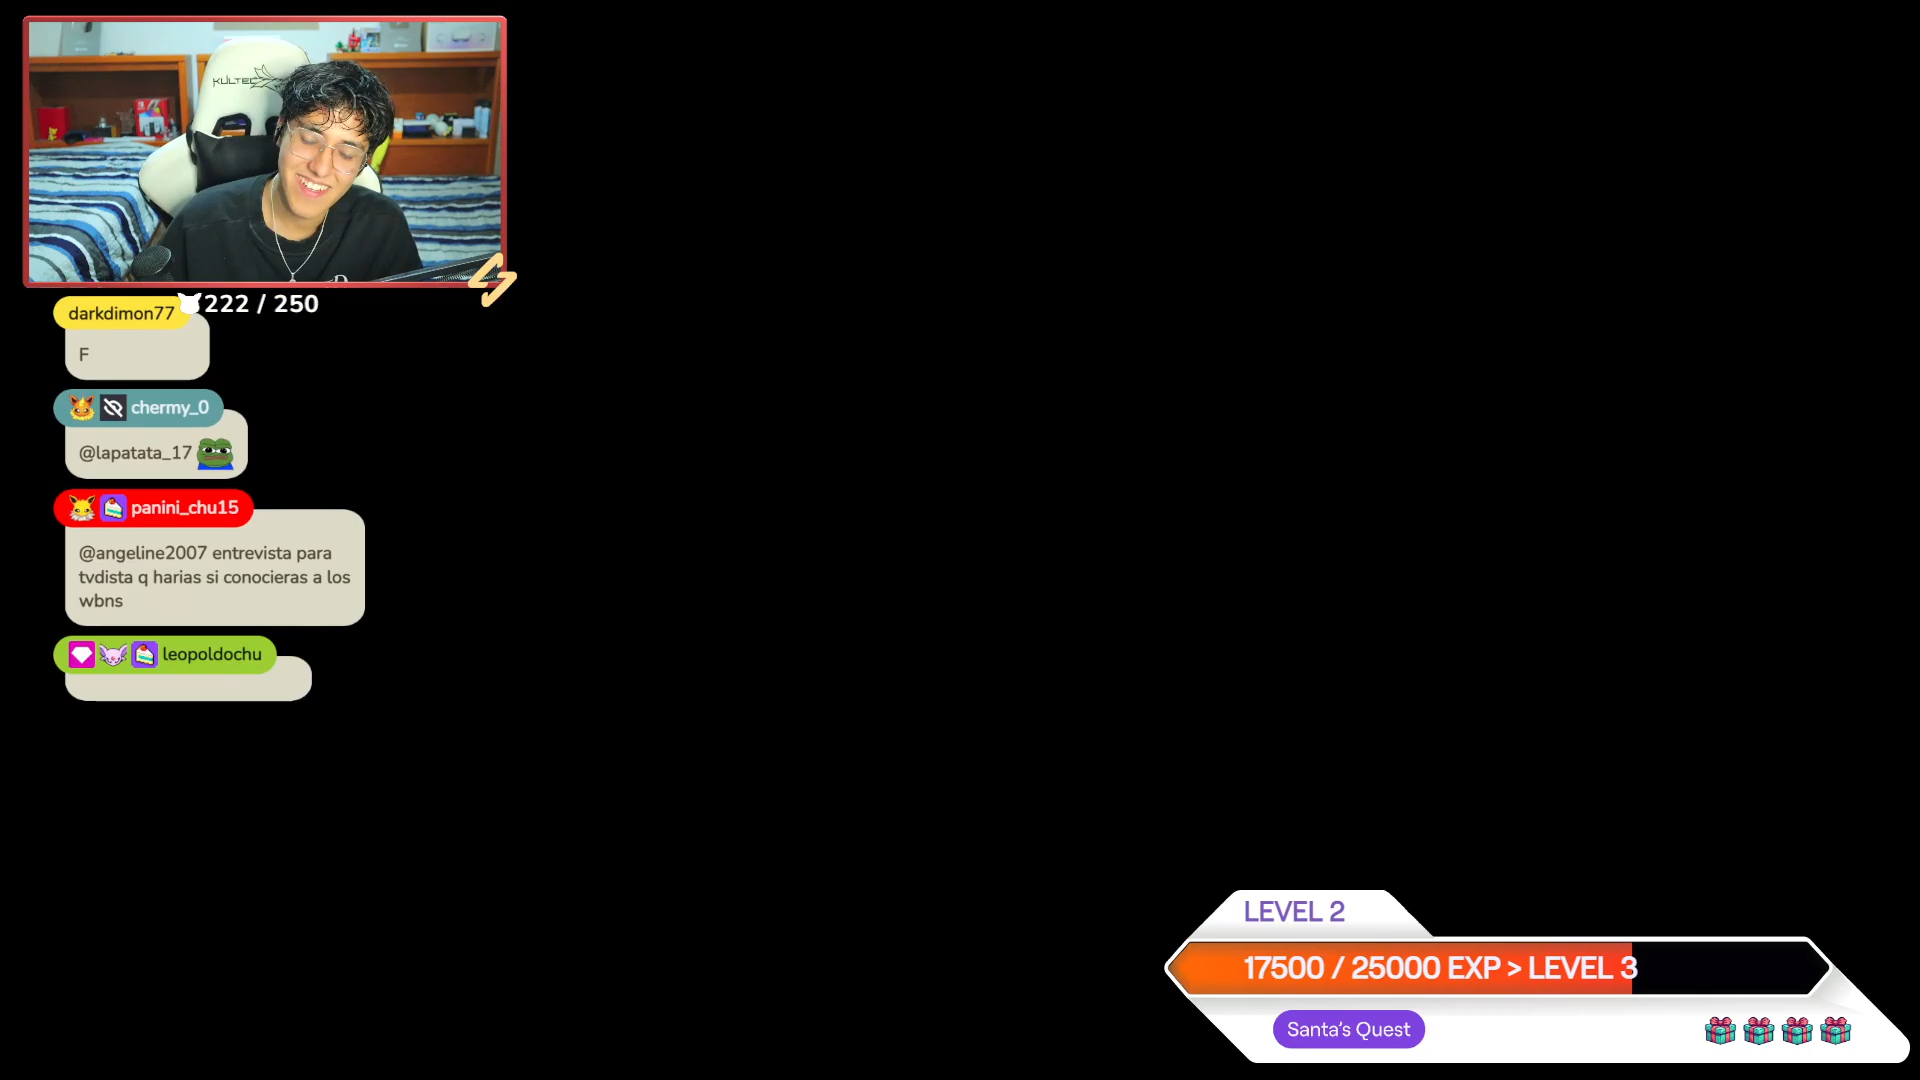 KULTEC
222 / 250
darkdimon77
F
chermy_0
@lapatata_17
panini_chu15
@angeline2007 entrevista para
tvdista q harias si conocieras a los
wbns
leopoldochu
LEVEL 2
17500 / 25000 EXP > LEVEL 3
Santa's Quest